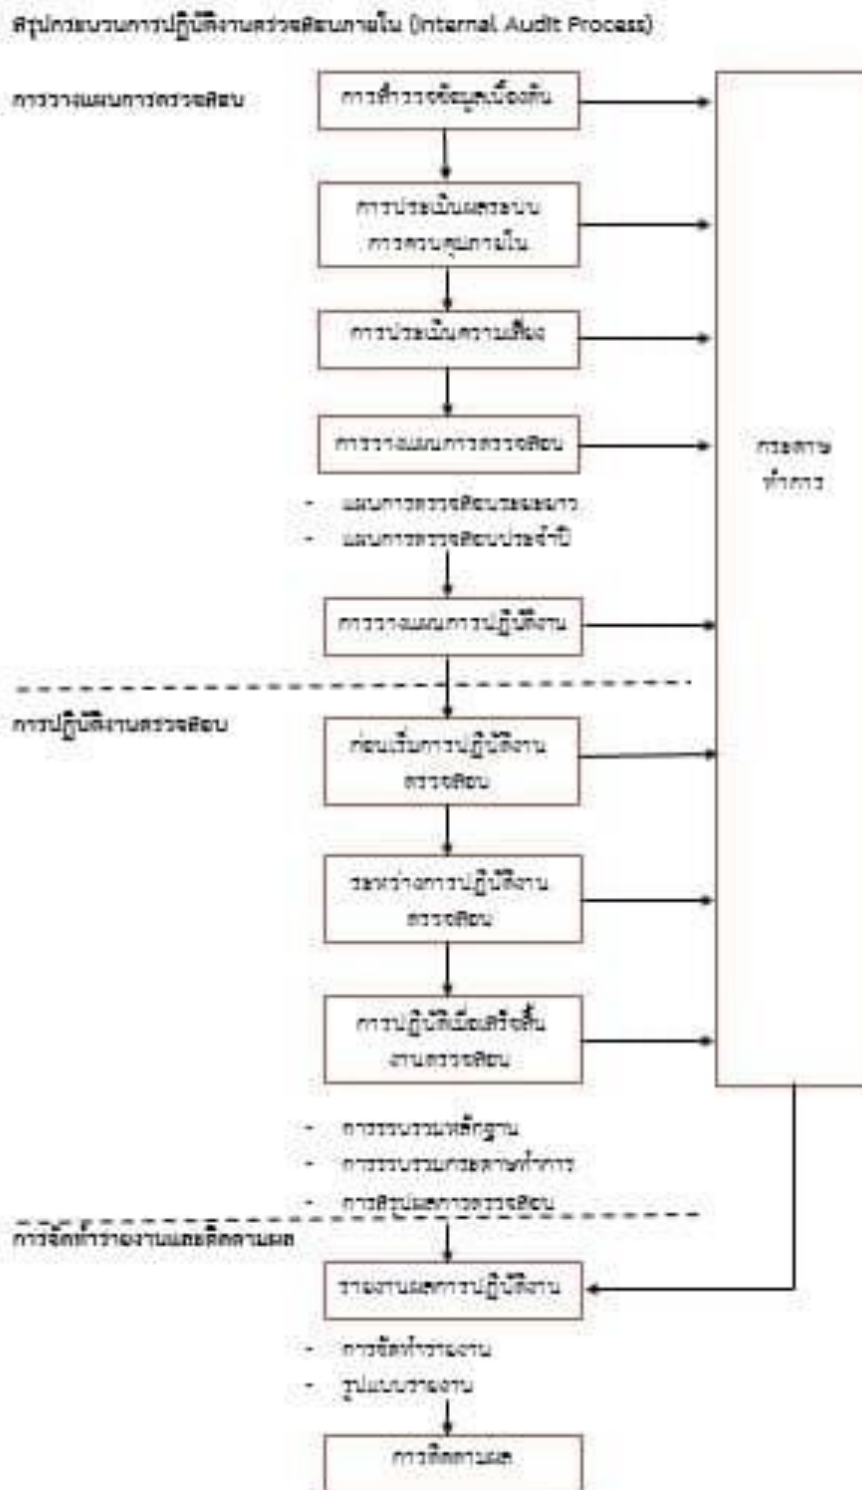 สรุปกระบวนการปฏิบัติงานตรวจสอบภายใน (Internal Audit Process)
การวางแผนการตรวจสอบ
การสำรวจข้อมูลเบื้องต้น
การประเมินผลระบบ
การควบคุมภายใน
การประเมินความเสี่ยง
การวางแผนการตรวจสอบ
กระดาษ
ทำการ
- แผนการตรวจสอบระยะยาว
- แผนการตรวจสอบประจำปี
การวางแผนการปฏิบัติงาน
การปฏิบัติงานตรวจสอบ
ก่อนเริ่มการปฏิบัติงาน
ตรวจสอบ
ระหว่างการปฏิบัติงาน
ตรวจสอบ
การปฏิบัติเมื่อเสร็จสิ้น
งานตรวจสอบ
- การรวบรวมหลักฐาน
- การรวบรวมกระดาษทำการ
- การสรุปผลการตรวจสอบ
การจัดทำรายงานและติดตามผล
รายงานผลการปฏิบัติงาน
- การจัดทำรายงาน
- รูปแบบรายงาน
การติดตามผล